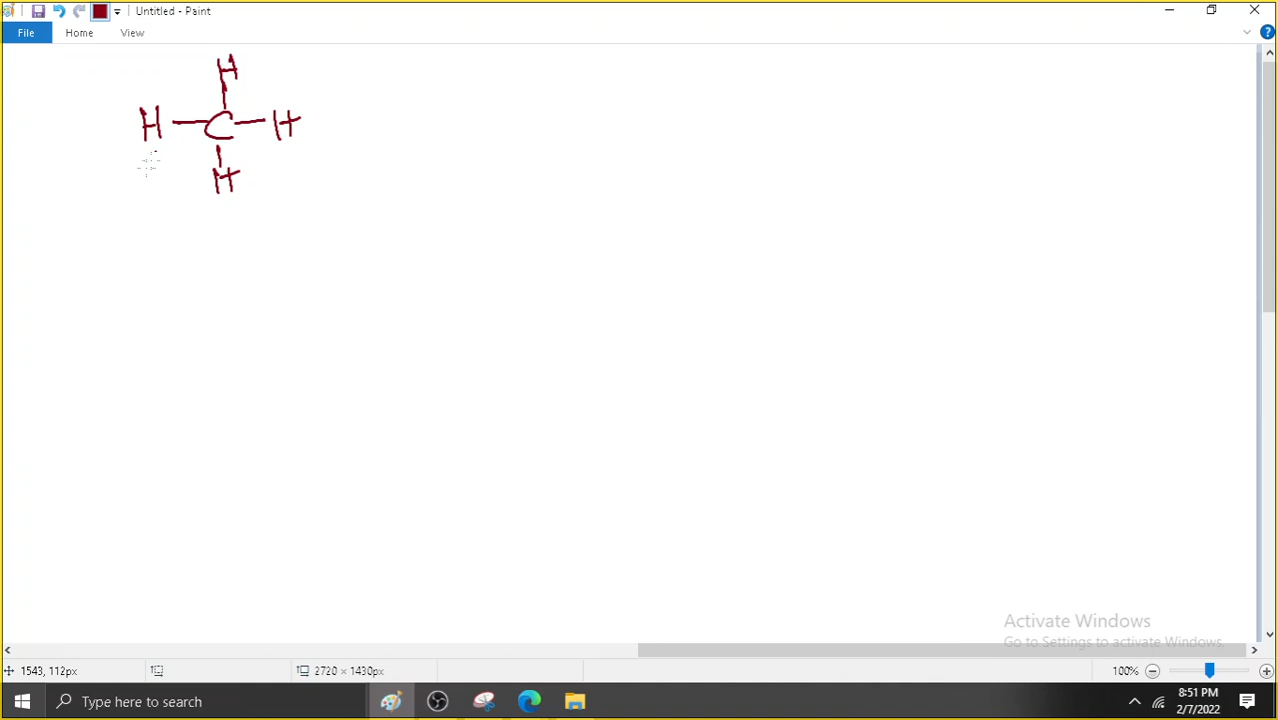 Untitled - Paint
File Home View
H
H C H
H
Activate Windows
Go to Settings to activate Windows.
1543, 112px 2720 × 1430px 100%
Type here to search
8:51 PM
2/7/2022